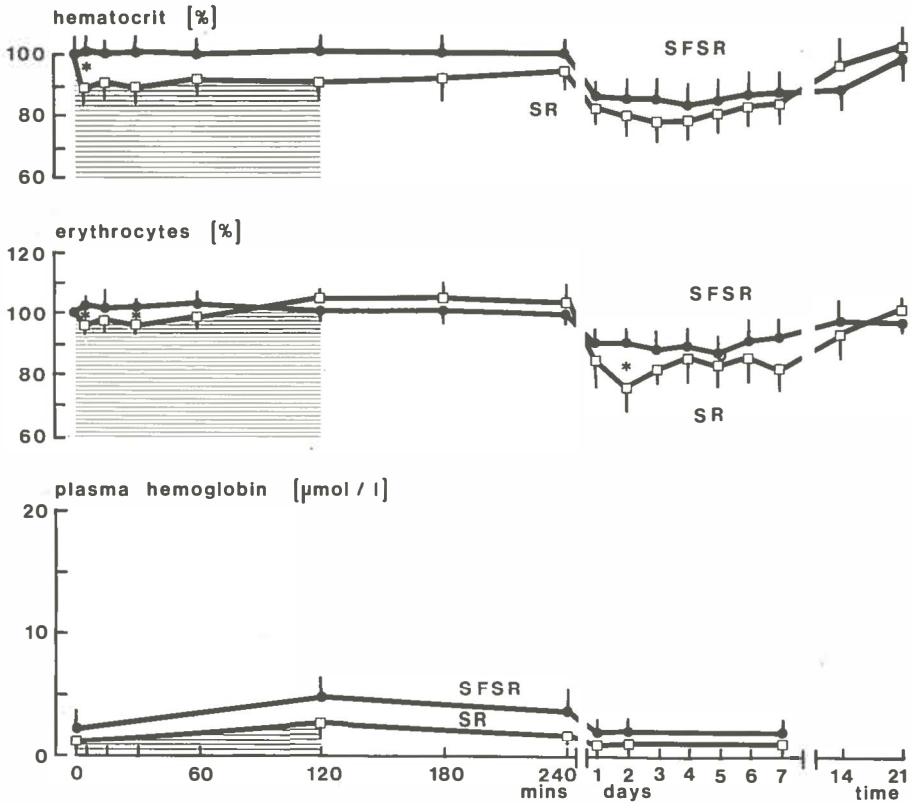 hematocrit [%]
100
80
60
*
SFSR
SR
erythrocytes [%]
120
100
80
60
*
*
*
SFSR
SR
plasma hemoglobin [µmol / l]
20
10
0
SFSR
SR
0 60 120 180 240 1 2 3 4 5 6 7 14 21
mins days time